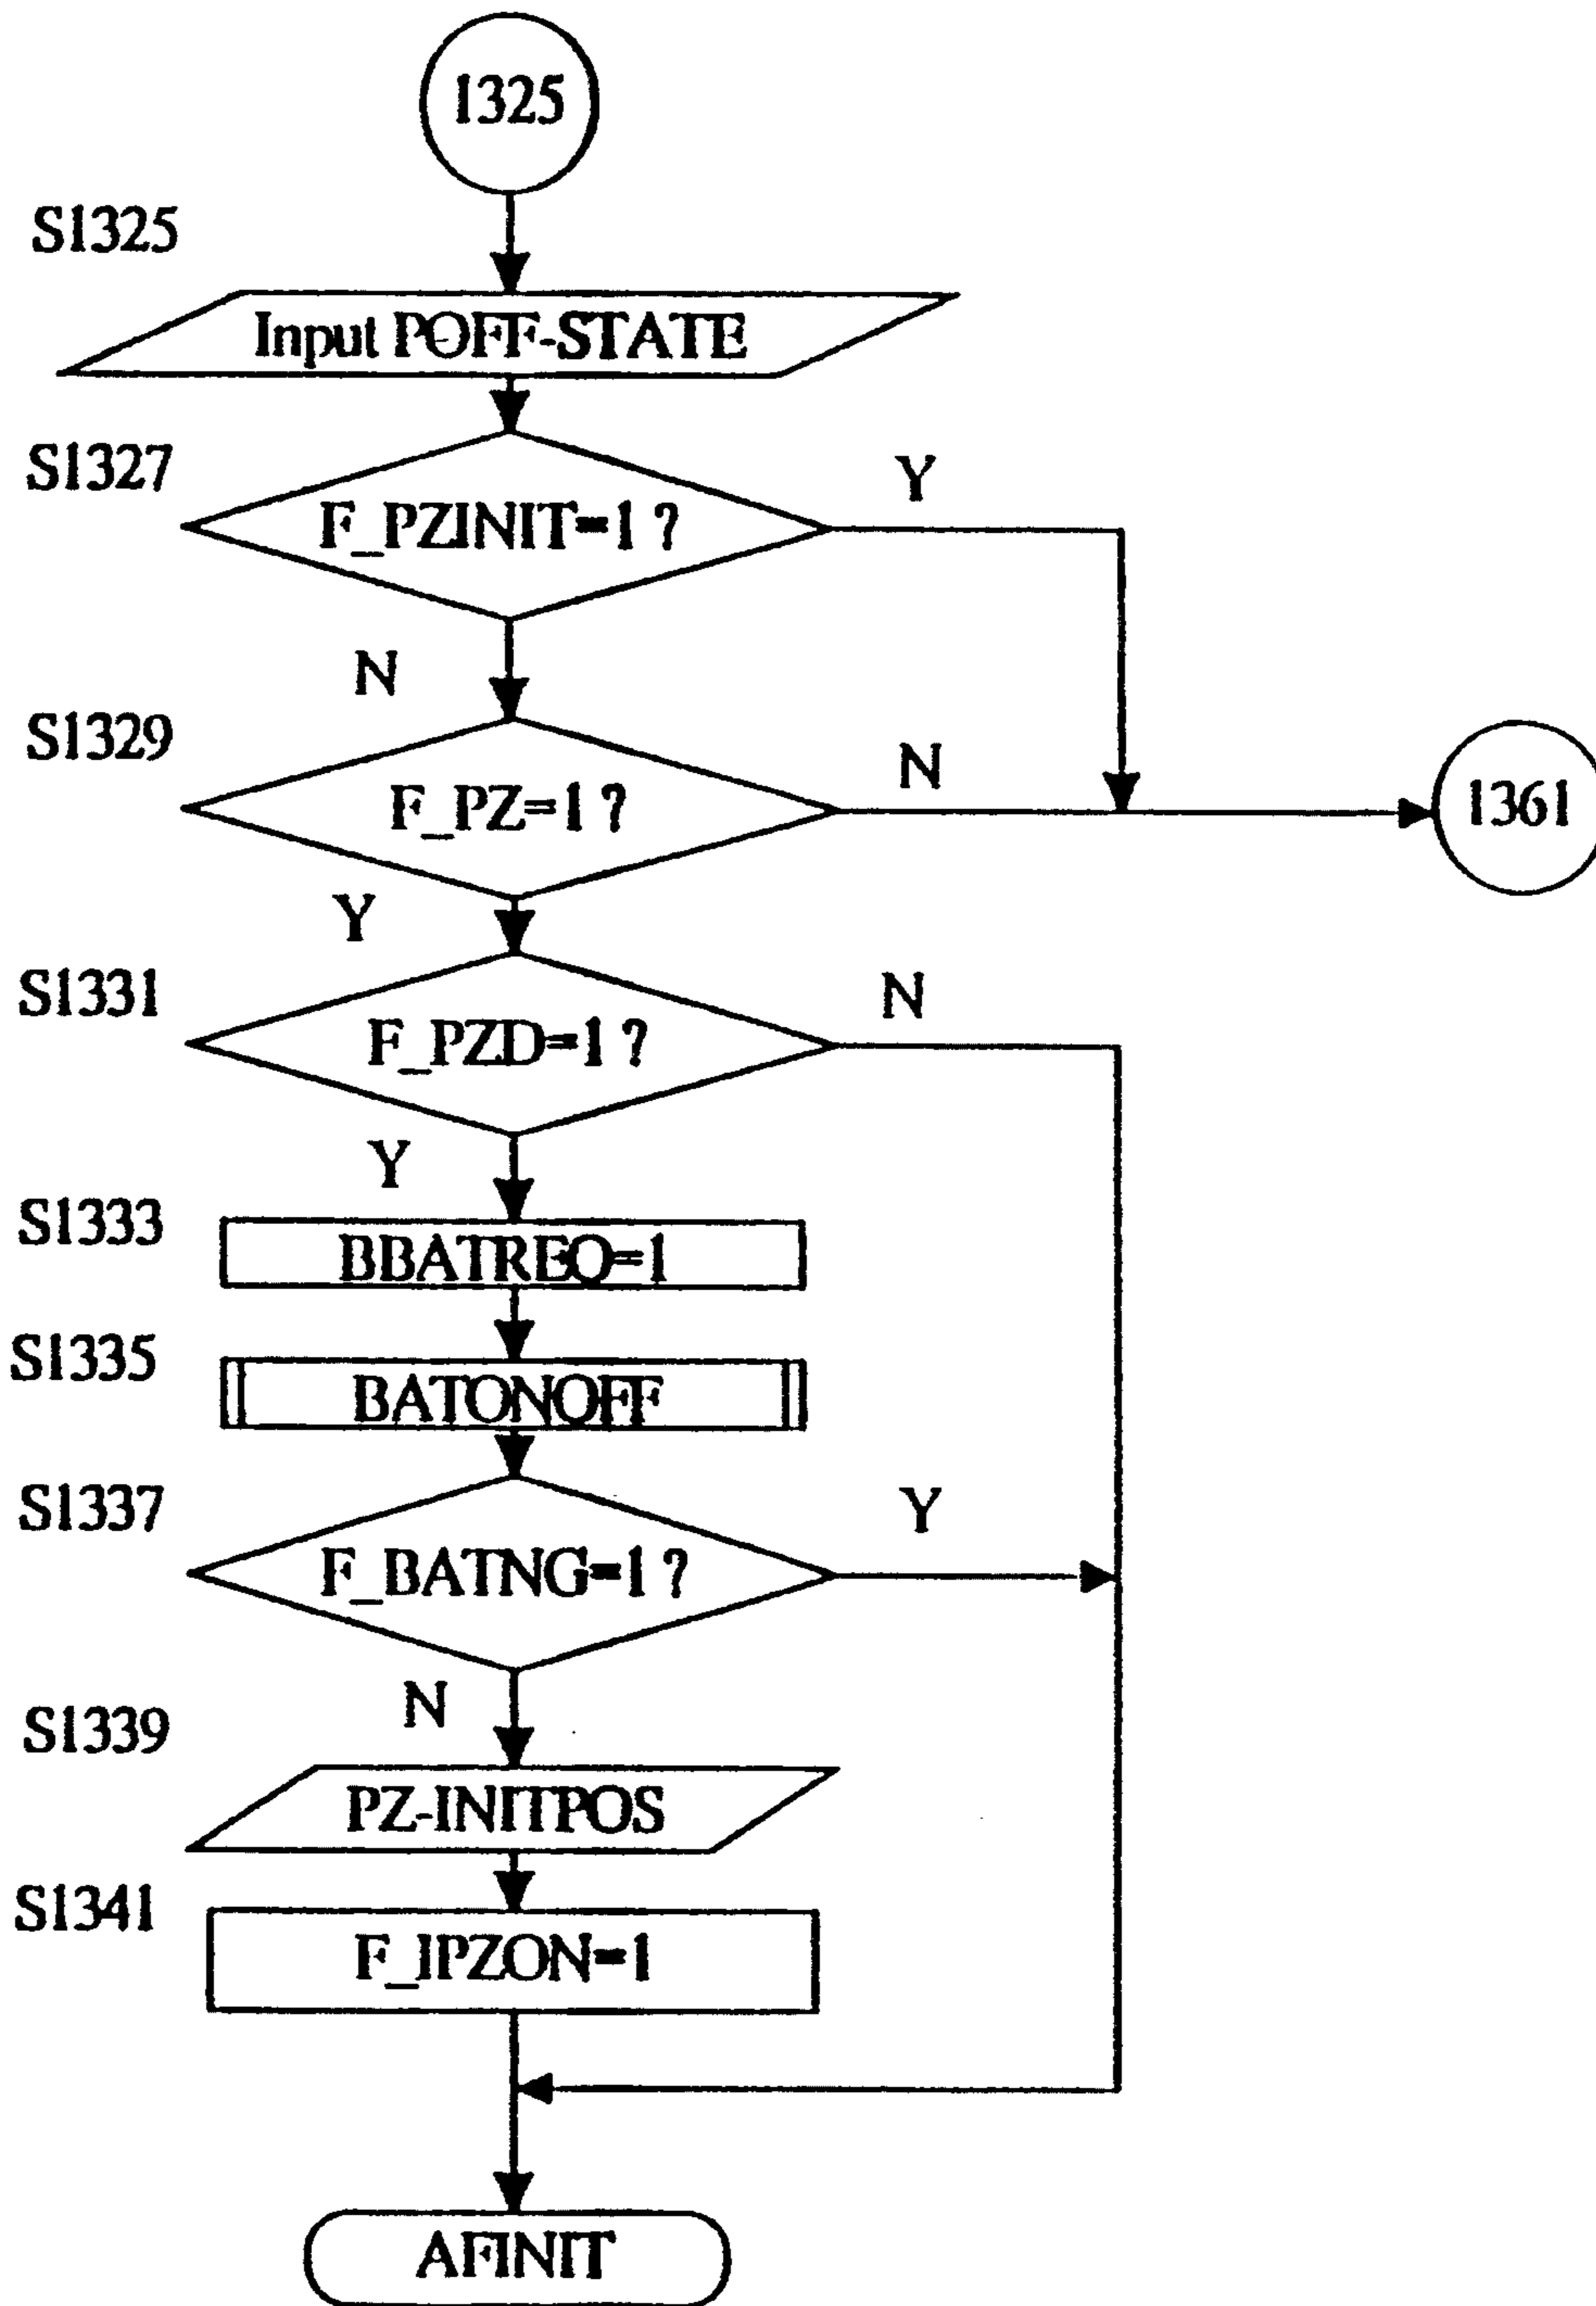 1325
S1325
Input POFF-STATE
S1327
F_PZINIT=1 ?
Y
N
S1329
F_PZ=1 ?
N
1361
Y
S1331
F_PZD=1 ?
N
Y
S1333
BBATREQ=1
S1335
BATONOFF
S1337
F_BATNG=1 ?
Y
N
S1339
PZ-INITPOS
S1341
F_IPZON=1
AFINIT